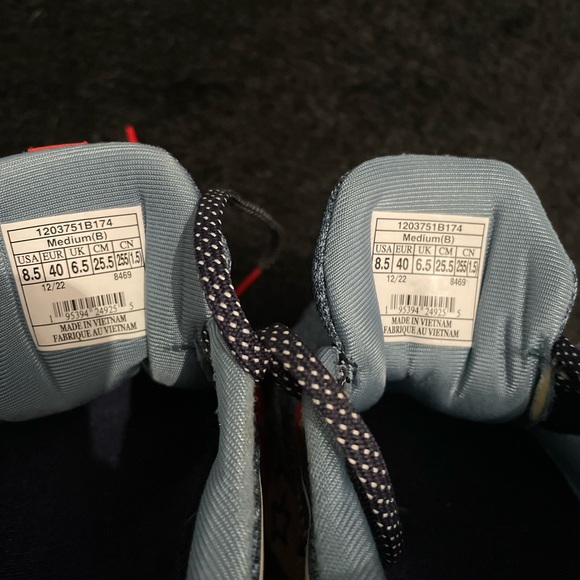 1203751B174
Medium(B)
USA EUR UK CM CN
8.5 40 6.5 25.5 255(1.5)
12/22 8469
1 95394 24925 5
MADE IN VIETNAM
FABRIQUE AU VIETNAM
1203751B174
Medium(B)
USA EUR UK CM CN
8.5 40 6.5 25.5 255(1.5)
12/22 8469
1 95394 24925 5
MADE IN VIETNAM
FABRIQUE AU VIETNAM